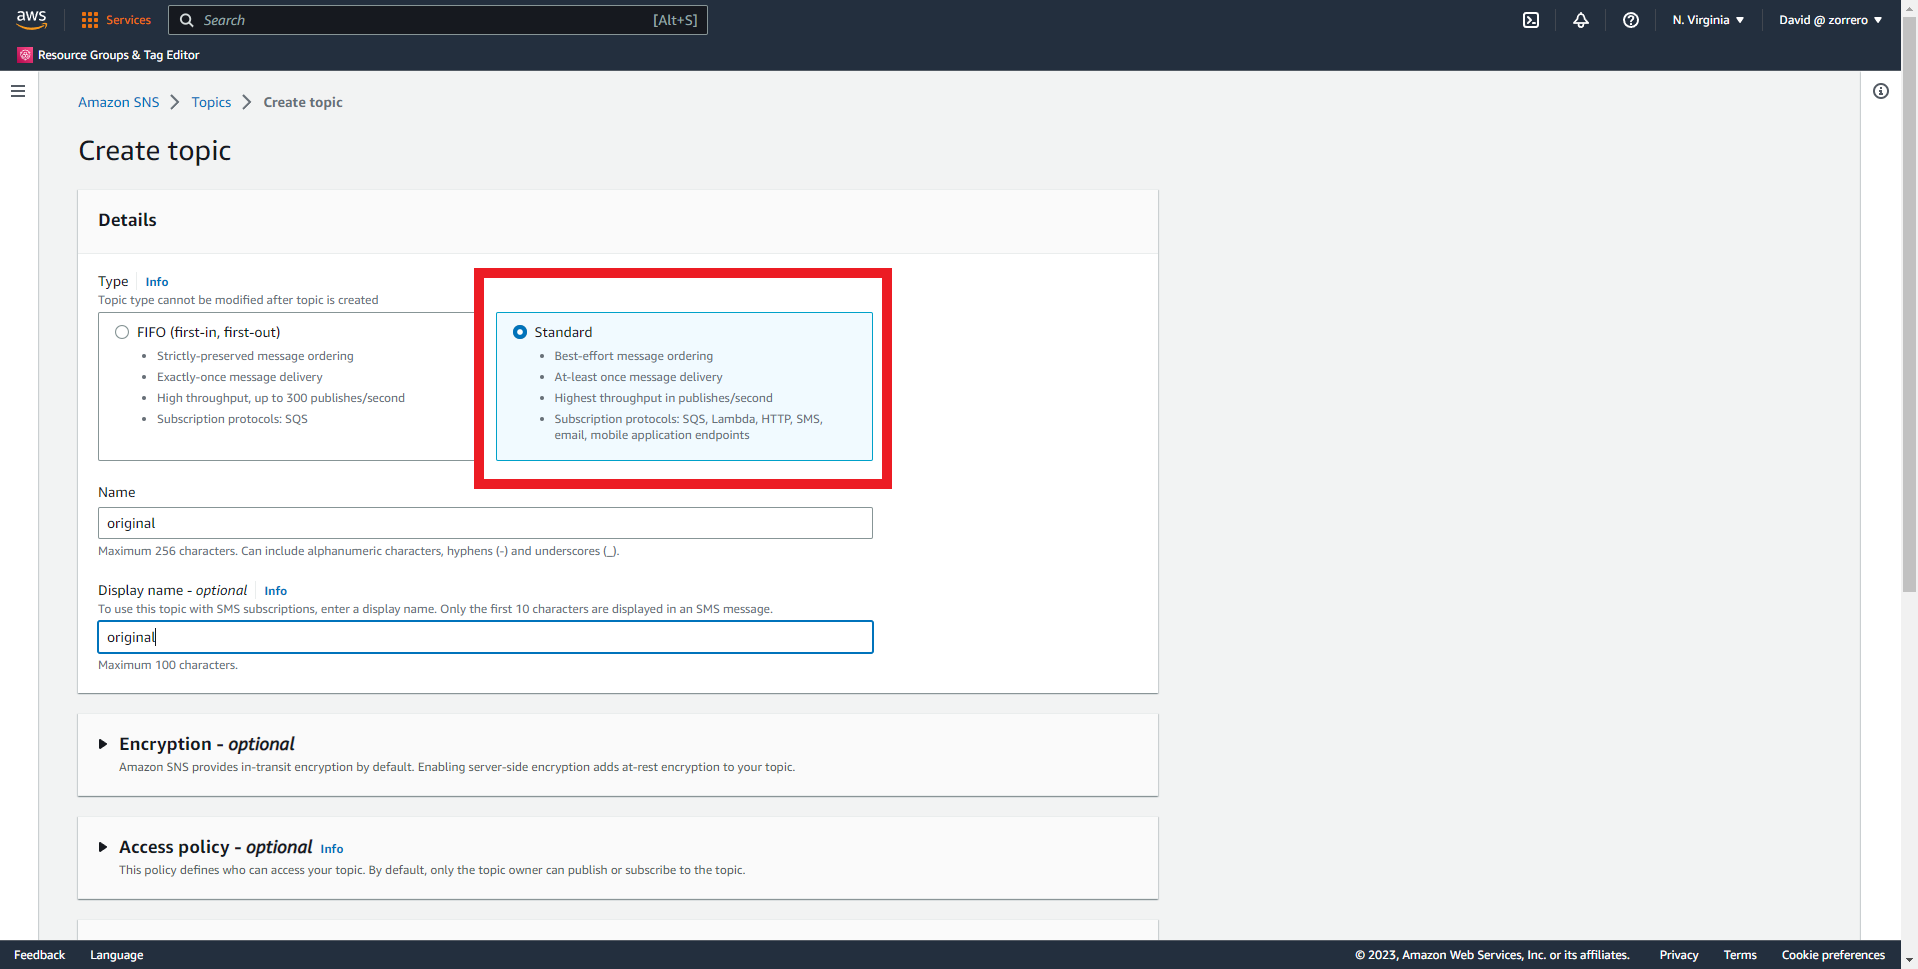 aws
Services
Search
[Alt+S]
N. Virginia
David @ zorrero
Resource Groups & Tag Editor
Amazon SNS
Topics
Create topic
Create topic
Details
Type
Info
Topic type cannot be modified after topic is created
FIFO (first-in, first-out)
Strictly-preserved message ordering
Exactly-once message delivery
High throughput, up to 300 publishes/second
Subscription protocols: SQS
Standard
Best-effort message ordering
At-least once message delivery
Highest throughput in publishes/second
Subscription protocols: SQS, Lambda, HTTP, SMS,
email, mobile application endpoints
Name
original
Maximum 256 characters. Can include alphanumeric characters, hyphens (-) and underscores (_).
Display name - optional
Info
To use this topic with SMS subscriptions, enter a display name. Only the first 10 characters are displayed in an SMS message.
original
Maximum 100 characters.
Encryption - optional
Amazon SNS provides in-transit encryption by default. Enabling server-side encryption adds at-rest encryption to your topic.
Access policy - optional Info
This policy defines who can access your topic. By default, only the topic owner can publish or subscribe to the topic.
Feedback
Language
© 2023, Amazon Web Services, Inc. or its affiliates.
Privacy
Terms
Cookie preferences